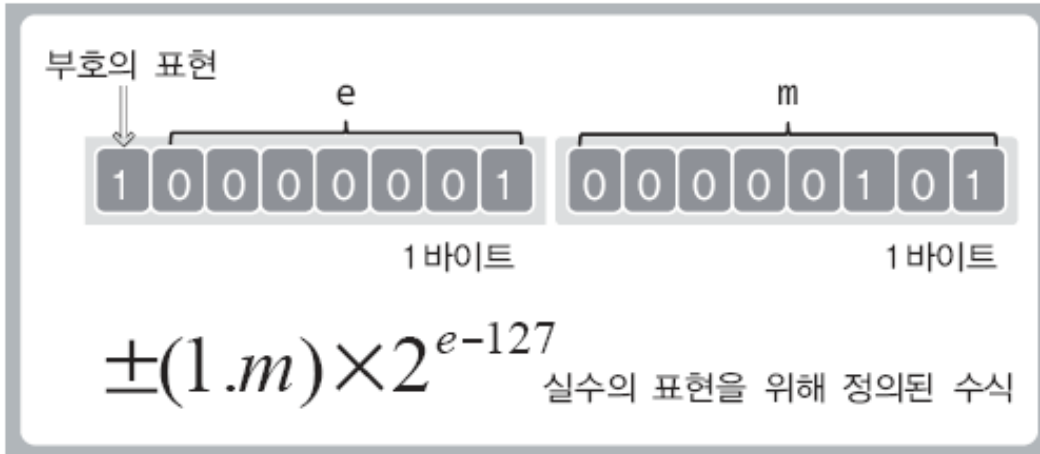 부호의 표현
e m
1 0 0 0 0 0 0 1 0 0 0 0 0 1 0 1
1 바이트 1 바이트
±(1.m)×2^{e-127} 실수의 표현을 위해 정의된 수식